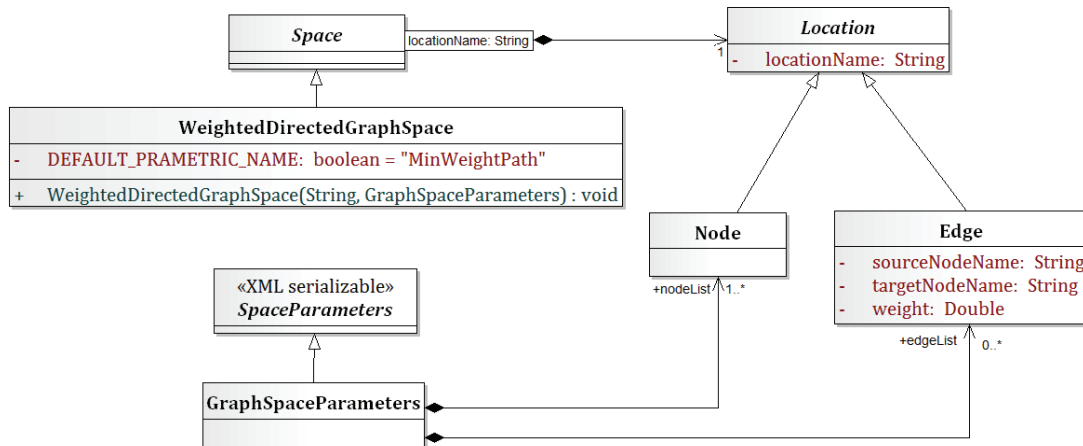 Space
locationName: String
1
Location
- locationName: String
WeightedDirectedGraphSpace
- DEFAULT_PRAMETRIC_NAME: boolean = "MinWeightPath"
+ WeightedDirectedGraphSpace(String, GraphSpaceParameters) : void
Node
Edge
- sourceNodeName: String
- targetNodeName: String
- weight: Double
«XML serializable»
SpaceParameters
+nodeList
1..*
+edgeList
0..*
GraphSpaceParameters